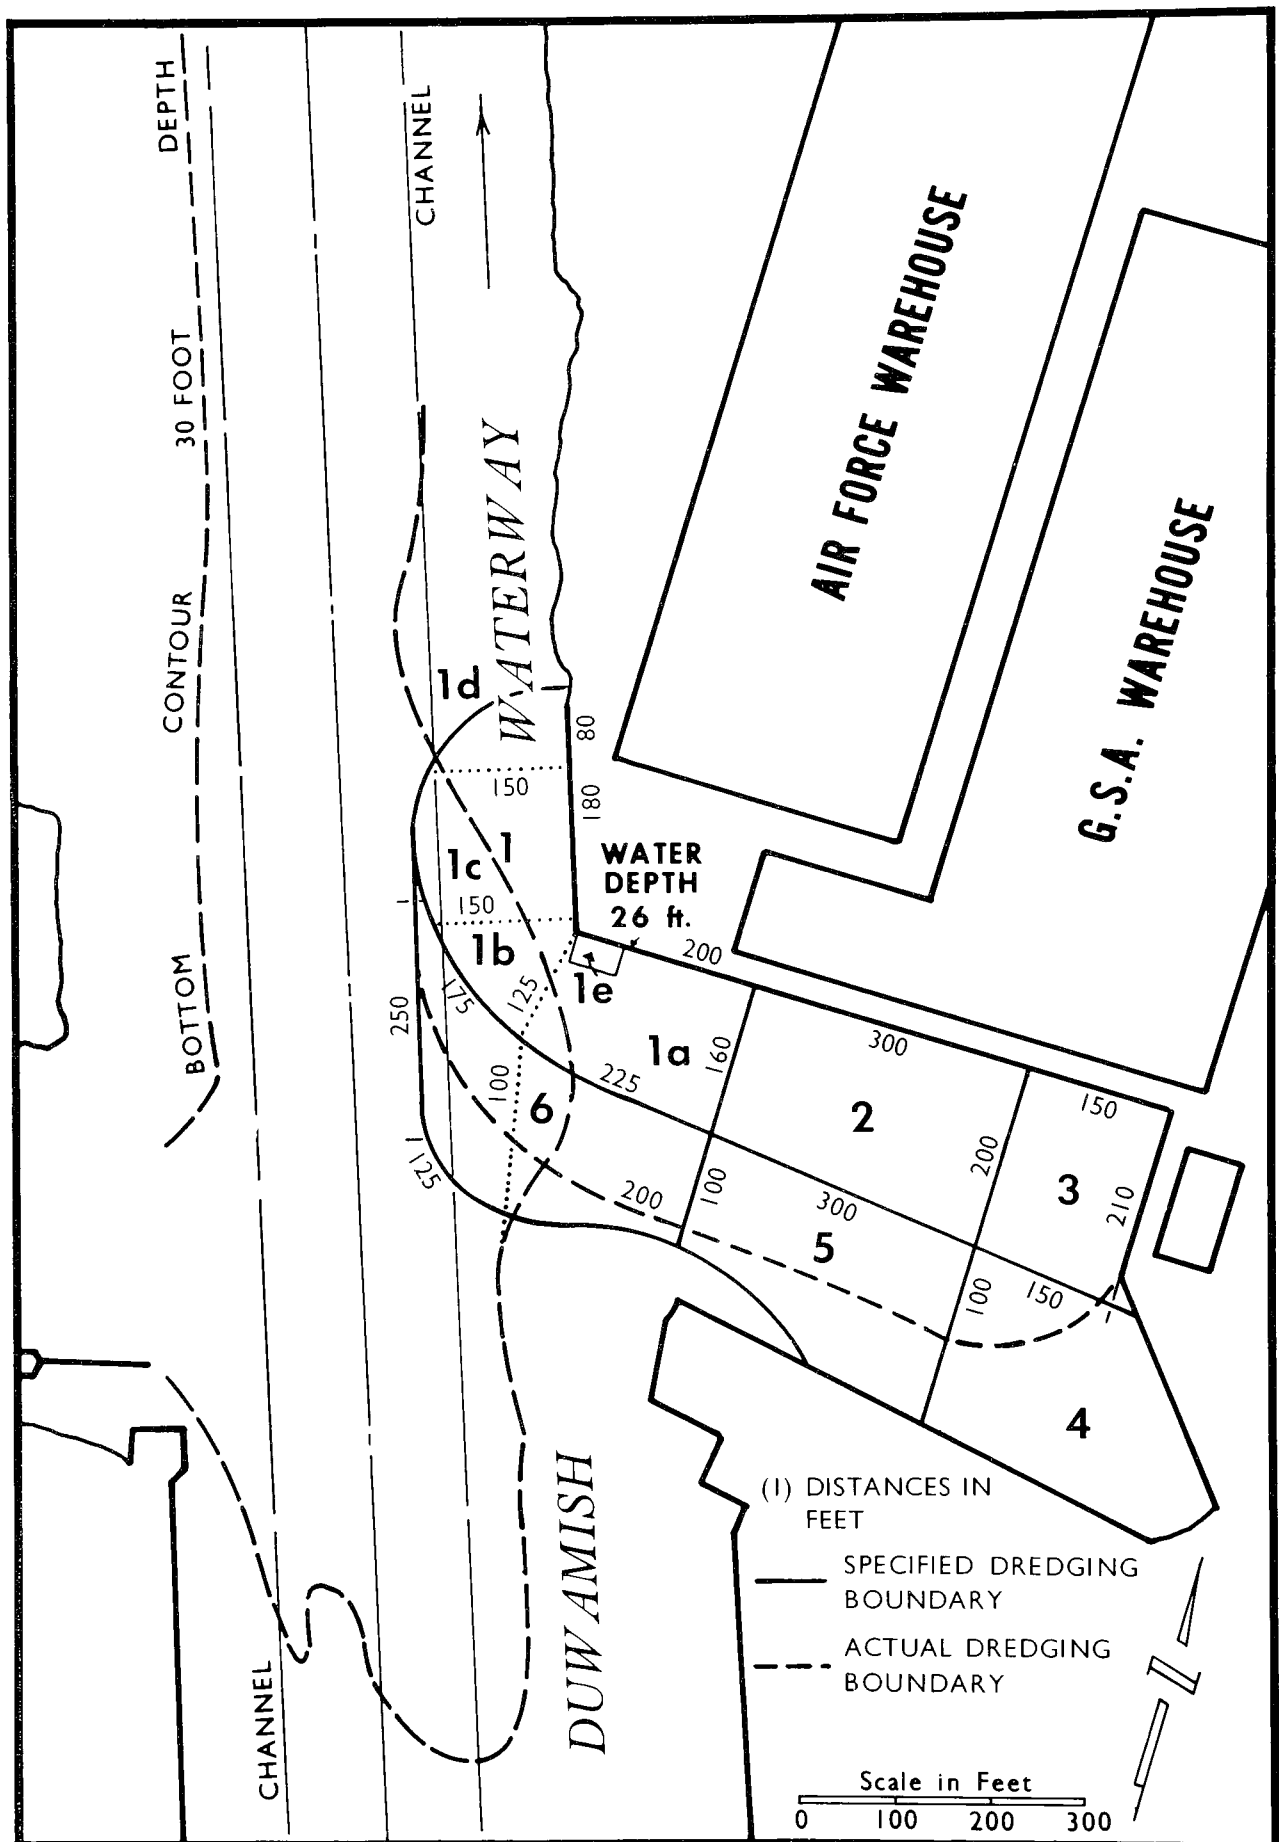 DEPTH
30 FOOT
CONTOUR
BOTTOM
CHANNEL
WATERWAY
AIR FORCE WAREHOUSE
G.S.A. WAREHOUSE
1d
80
150
180
1
1c
WATER
DEPTH
26 ft.
150
1b
200
1e
175
125
250
1a
160
300
225
100
6
2
150
125
200
3
200
100
300
210
5
100
150
4
DUWAMISH
CHANNEL
(1) DISTANCES IN
FEET
SPECIFIED DREDGING
BOUNDARY
ACTUAL DREDGING
BOUNDARY
N
Scale in Feet
0 100 200 300